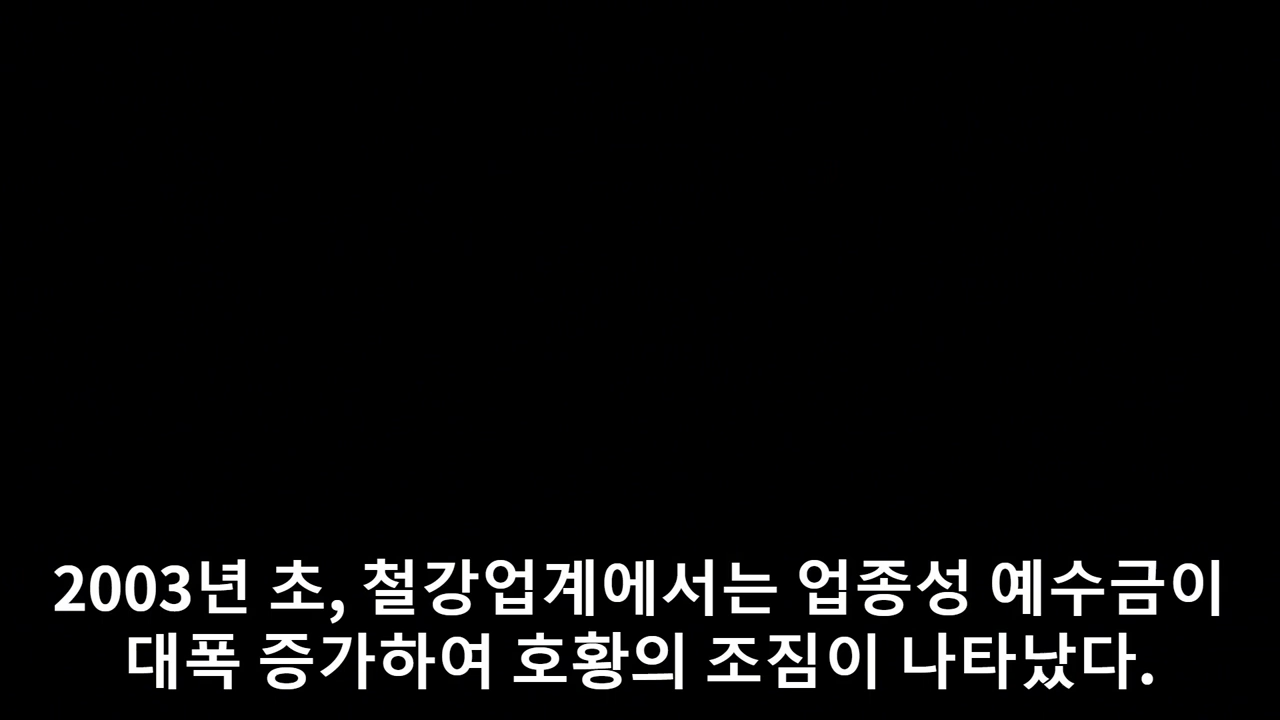 2003년 초, 철강업계에서는 업종성 예수금이
대폭 증가하여 호황의 조짐이 나타났다.